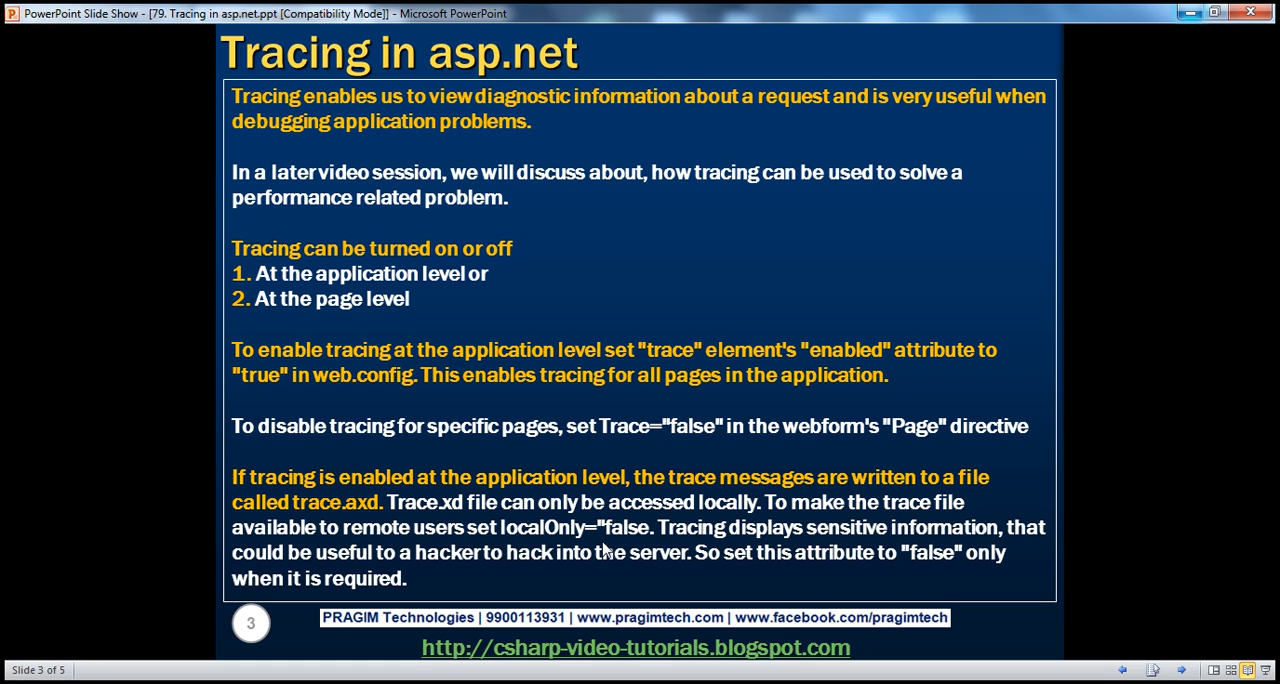 PowerPoint Slide Show - [79. Tracing in asp.net.ppt [Compatibility Mode]] - Microsoft PowerPoint
Tracing in asp.net
Tracing enables us to view diagnostic information about a request and is very useful when
debugging application problems.
In a later video session, we will discuss about, how tracing can be used to solve a
performance related problem.
Tracing can be turned on or off
1. At the application level or
2. At the page level
To enable tracing at the application level set "trace" element's "enabled" attribute to
"true" in web.config. This enables tracing for all pages in the application.
To disable tracing for specific pages, set Trace="false" in the webform's "Page" directive
If tracing is enabled at the application level, the trace messages are written to a file
called trace.axd. Trace.xd file can only be accessed locally. To make the trace file
available to remote users set localOnly="false. Tracing displays sensitive information, that
could be useful to a hacker to hack into the server. So set this attribute to "false" only
when it is required.
3
PRAGIM Technologies | 9900113931 | www.pragimtech.com | www.facebook.com/pragimtech
http://csharp-video-tutorials.blogspot.com
Slide 3 of 5